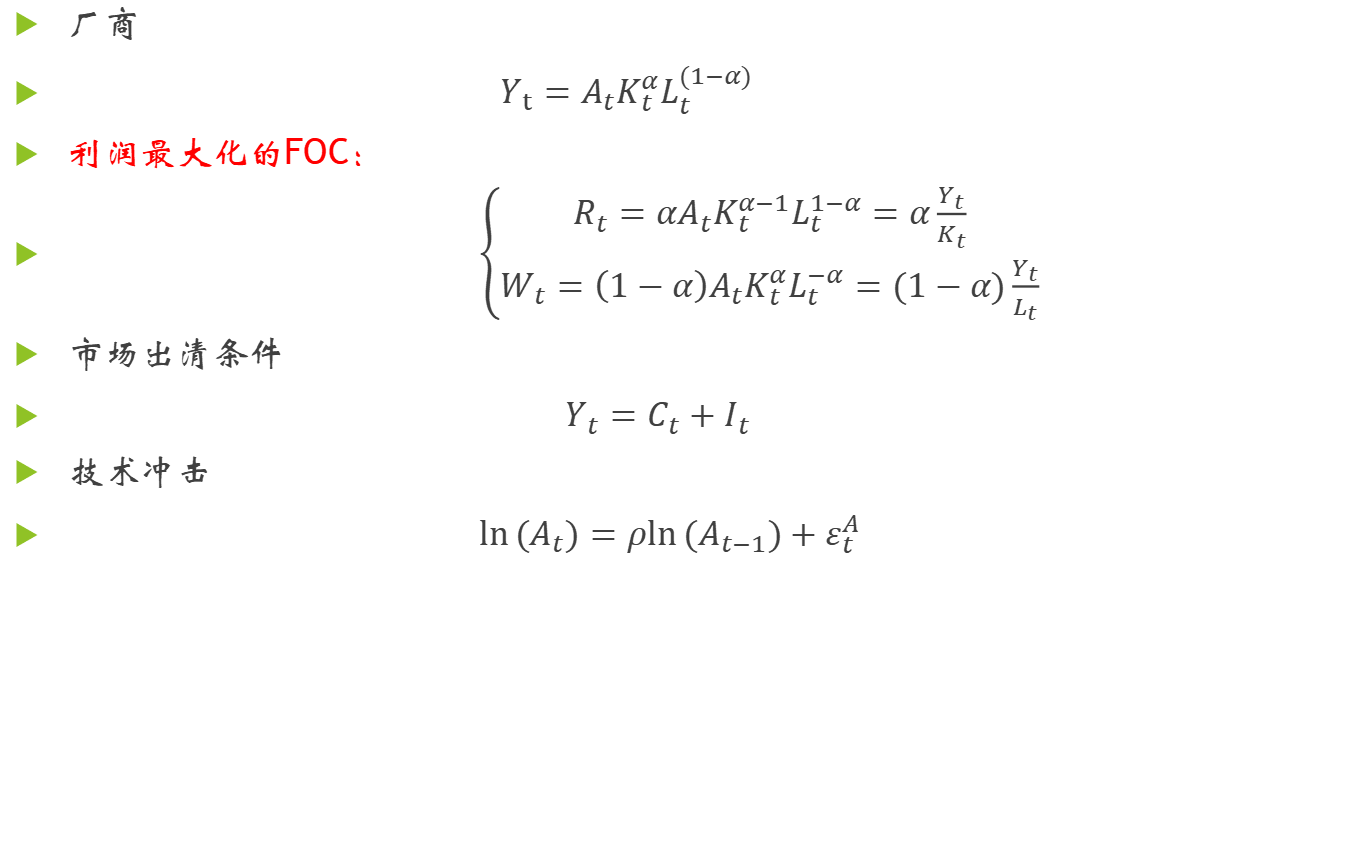 厂商
Y_t = A_t K_t^α L_t^{(1−α)}
利润最大化的FOC：
R_t = αA_t K_t^{α−1} L_t^{1−α} = α Y_t/K_t
W_t = (1 − α)A_t K_t^α L_t^{−α} = (1 − α) Y_t/L_t
市场出清条件
Y_t = C_t + I_t
技术冲击
ln (A_t) = ρln (A_{t−1}) + ε_t^A